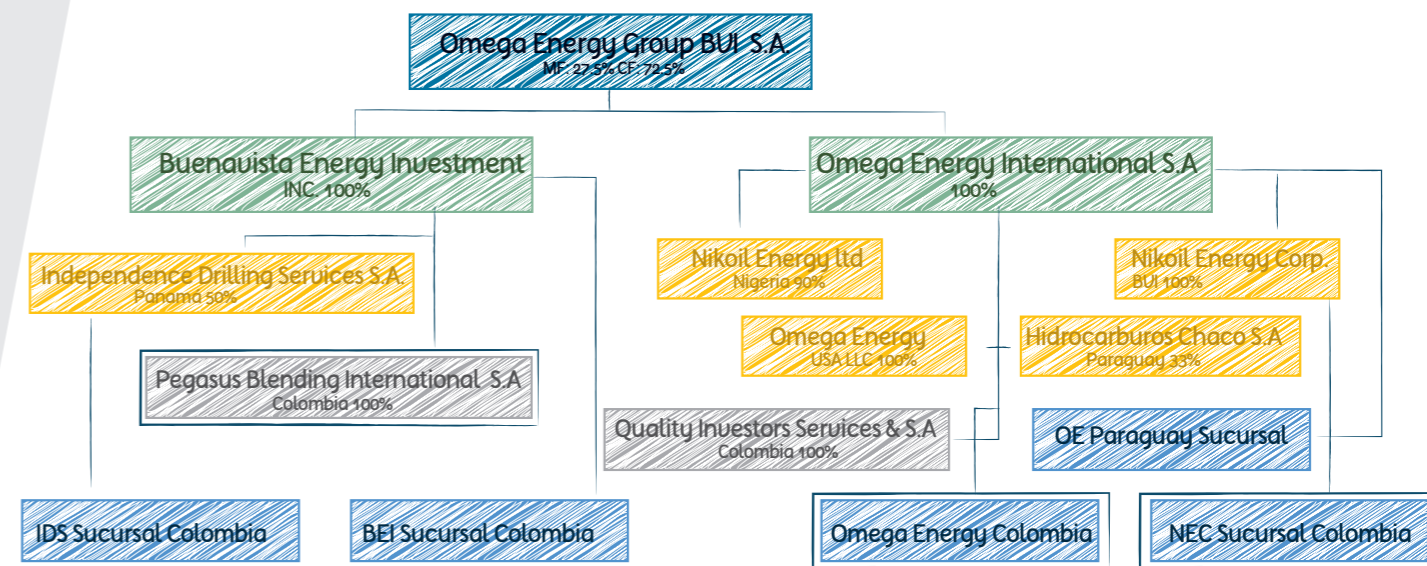 Omega Energy Group BUI S.A.
MF: 27.5% CF: 72.5%
Buenavista Energy Investment
INC. 100%
Omega Energy International S.A
100%
Independence Drilling Services S.A.
Panamá 50%
Nikoil Energy ltd
Nigeria 90%
Nikoil Energy Corp.
BUI 100%
Omega Energy
USA LLC 100%
Hidrocarburos Chaco S.A
Paraguay 33%
Pegasus Blending International S.A
Colombia 100%
Quality Investors Services & S.A
Colombia 100%
OE Paraguay Sucursal
IDS Sucursal Colombia
BEI Sucursal Colombia
Omega Energy Colombia
NEC Sucursal Colombia